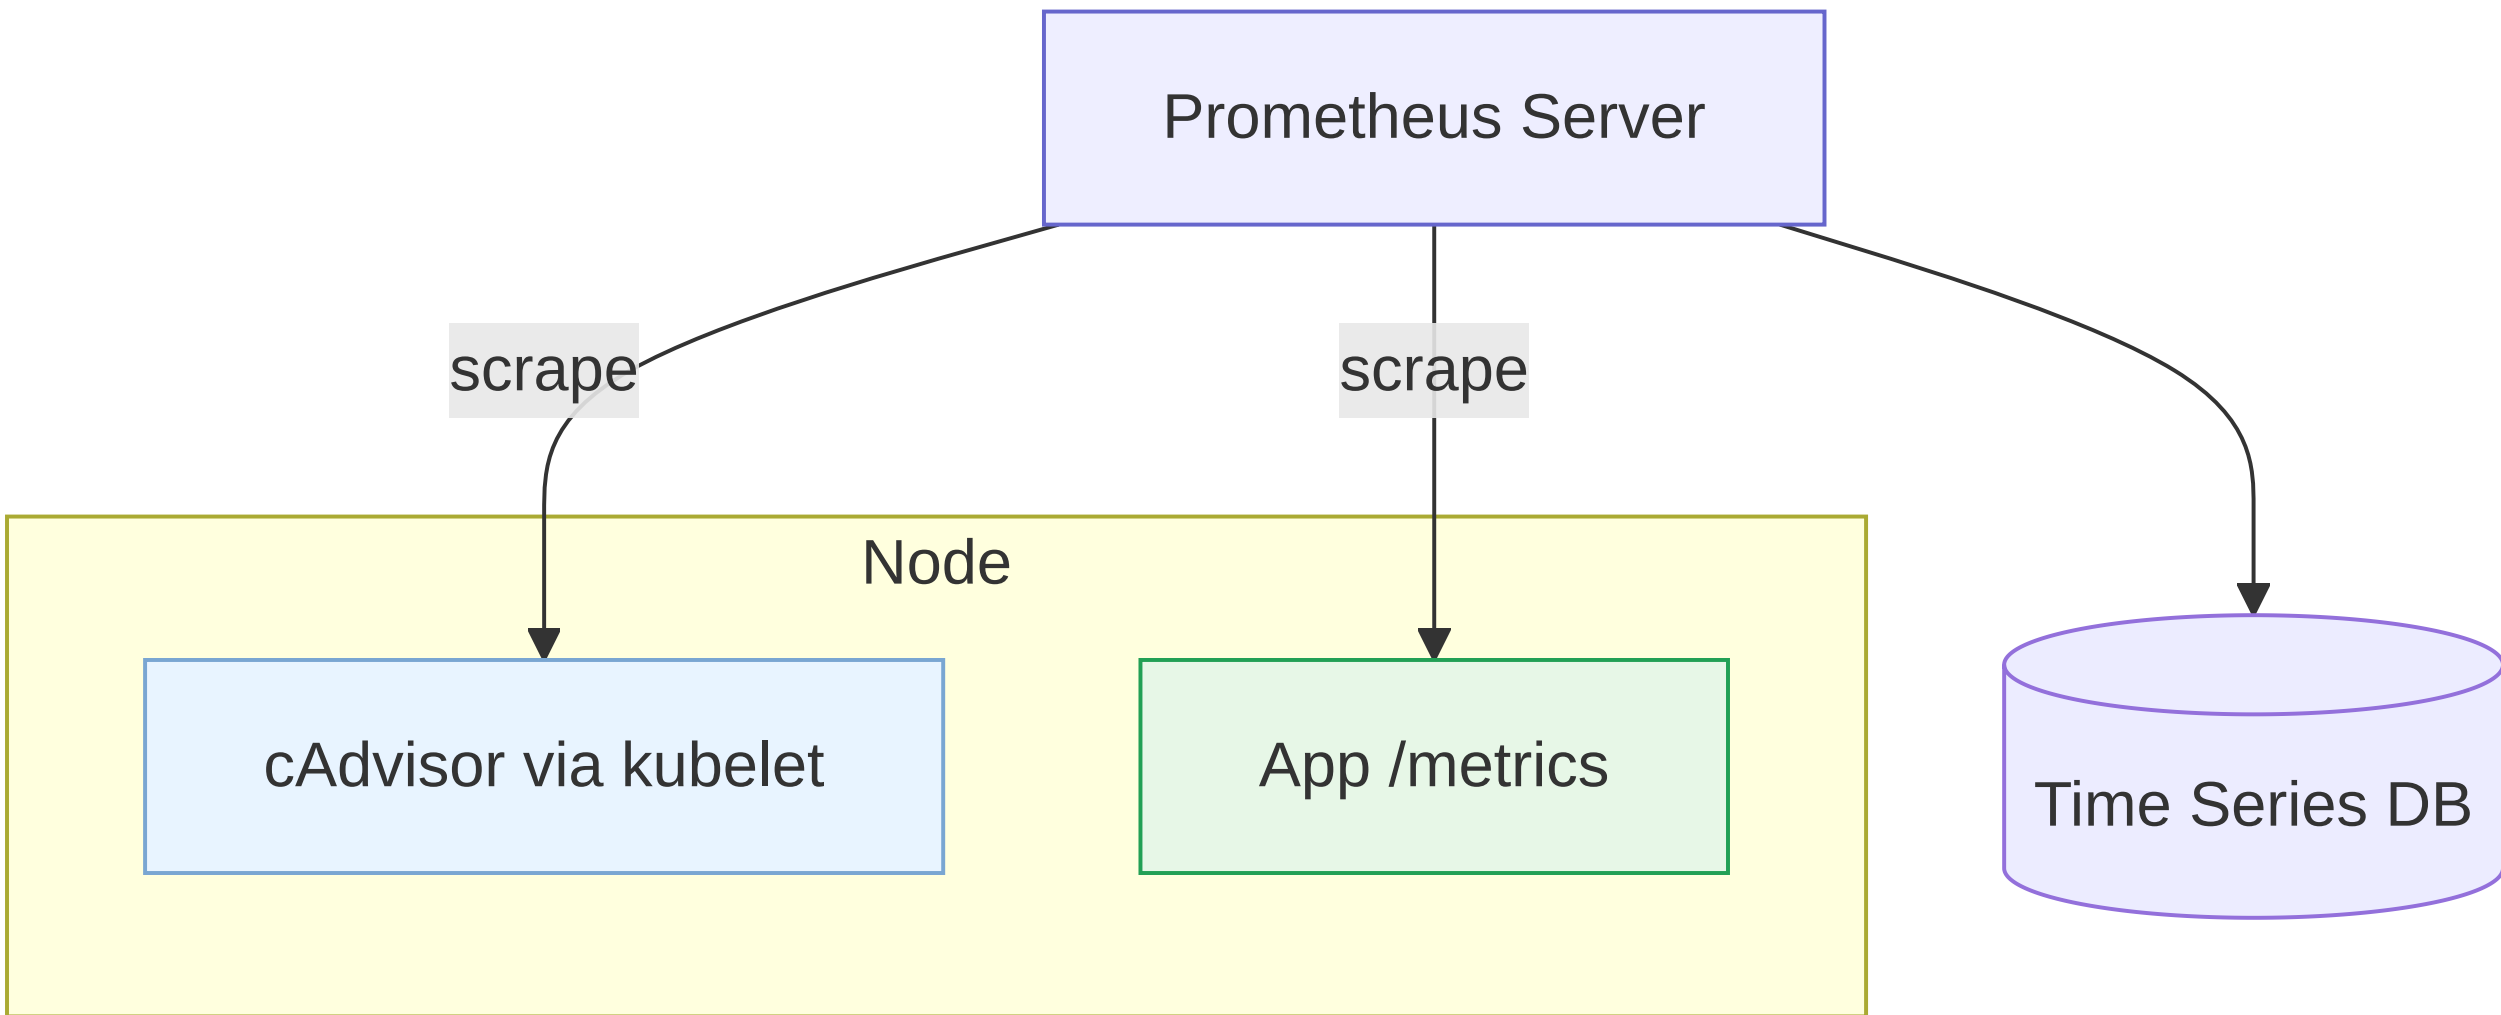 Prometheus Server
scrape
scrape
Node
cAdvisor via kubelet
App /metrics
Time Series DB